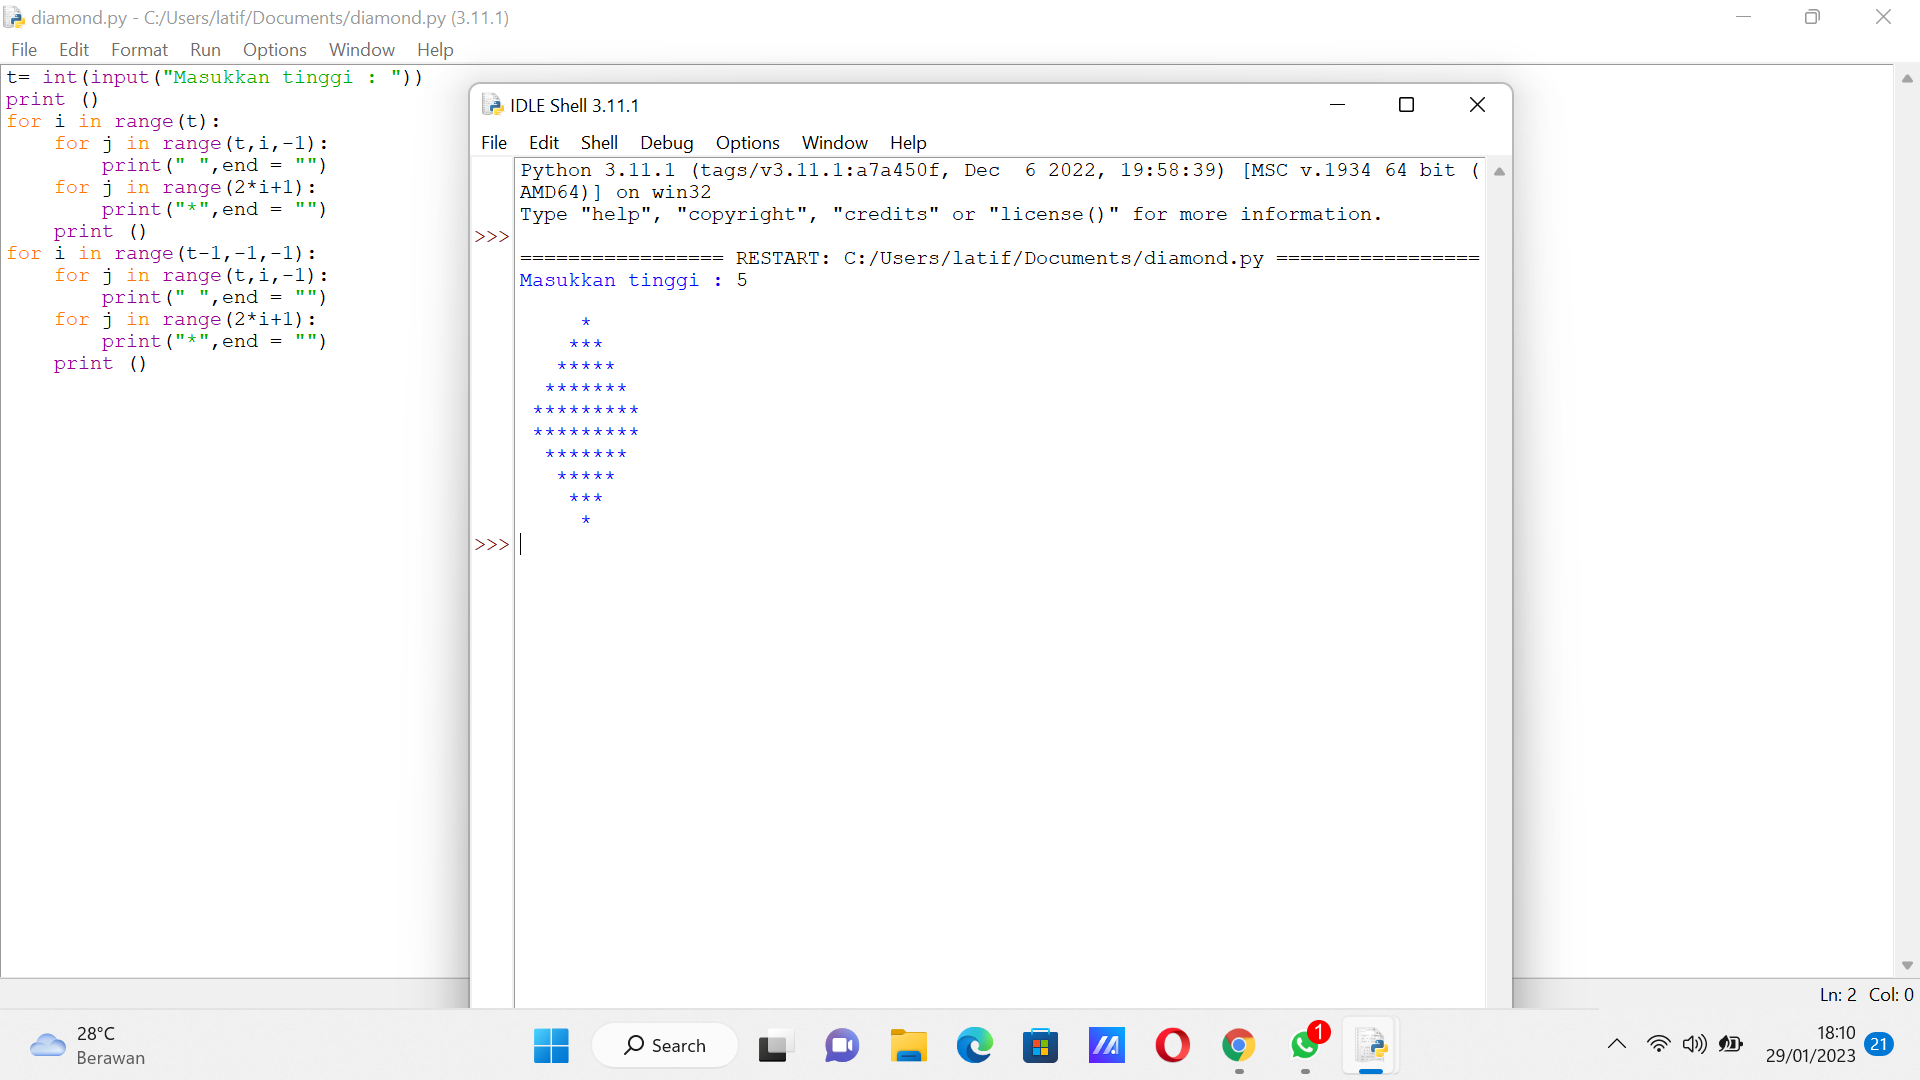 diamond.py - C:/Users/latif/Documents/diamond.py (3.11.1)
File Edit Format Run Options Window Help
t= int(input("Masukkan tinggi : "))
print ()
for i in range(t):
    for j in range(t,i,-1):
        print(" ",end = "")
    for j in range(2*i+1):
        print("*",end = "")
    print ()
for i in range(t-1,-1,-1):
    for j in range(t,i,-1):
        print(" ",end = "")
    for j in range(2*i+1):
        print("*",end = "")
    print ()
IDLE Shell 3.11.1
File Edit Shell Debug Options Window Help
Python 3.11.1 (tags/v3.11.1:a7a450f, Dec  6 2022, 19:58:39) [MSC v.1934 64 bit (
AMD64)] on win32
Type "help", "copyright", "credits" or "license()" for more information.
>>>
================= RESTART: C:/Users/latif/Documents/diamond.py =================
Masukkan tinggi : 5
     *
    ***
   *****
  *******
 *********
 *********
  *******
   *****
    ***
     *
>>>
Ln: 2 Col: 0
28°C
Berawan
Search
1
18:10
29/01/2023
21